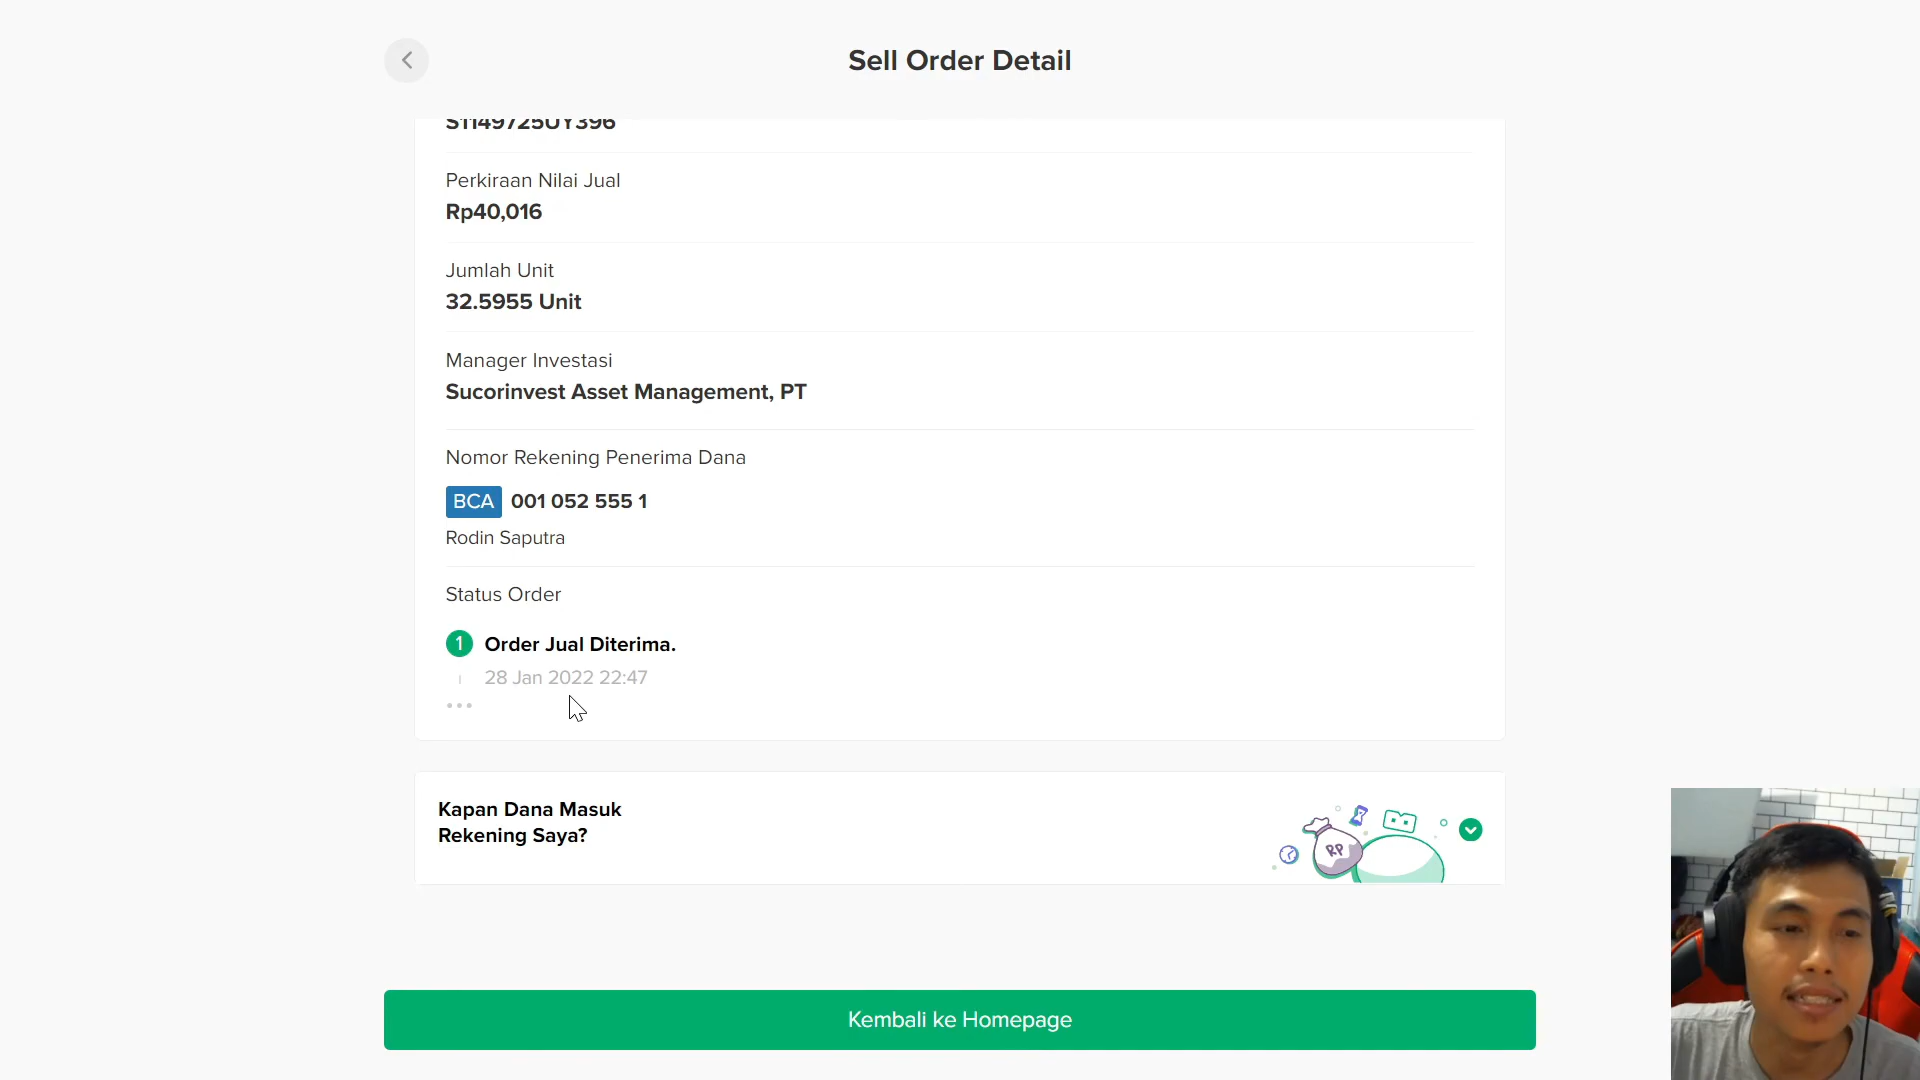 Sell Order Detail
S1149725UY396
Perkiraan Nilai Jual
Rp40,016
Jumlah Unit
32.5955 Unit
Manager Investasi
Sucorinvest Asset Management, PT
Nomor Rekening Penerima Dana
BCA 001 052 555 1
Rodin Saputra
Status Order
1 Order Jual Diterima.
28 Jan 2022 22:47
Kapan Dana Masuk
Rekening Saya?
RP
Kembali ke Homepage